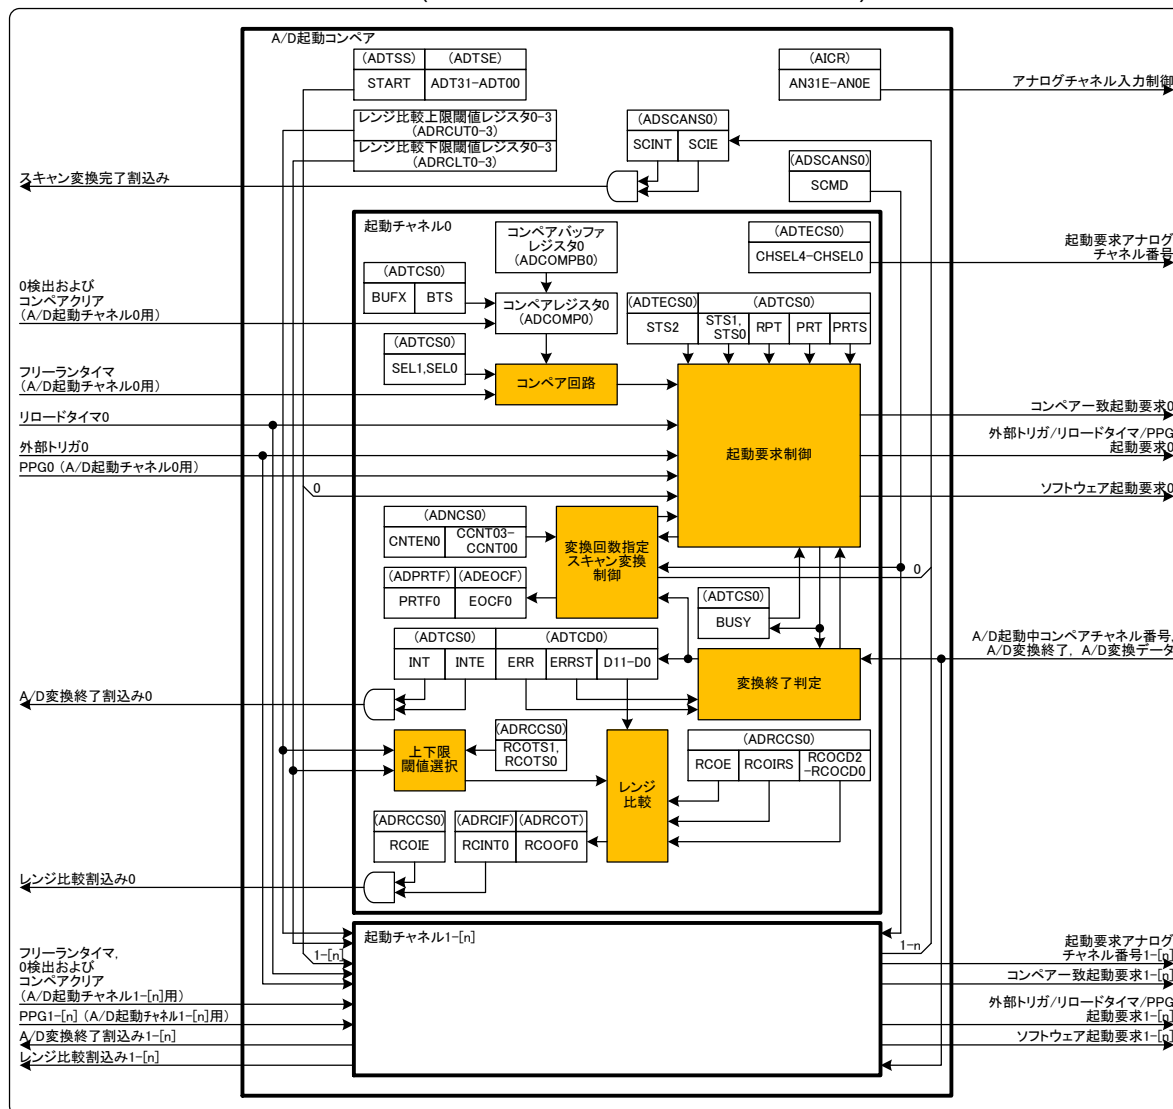 A/D起動コンペア
(ADTSS)
(ADTSE)
START
ADT31-ADT00
(AICR)
AN31E-AN0E
アナログチャネル入力制御
レンジ比較上限閾値レジスタ0-3
(ADRCUT0-3)
レンジ比較下限閾値レジスタ0-3
(ADRCLT0-3)
(ADSCANS0)
SCINT
SCIE
(ADSCANS0)
SCMD
スキャン変換完了割込み
起動チャネル0
コンペアバッファ
レジスタ0
(ADCOMPB0)
(ADTECS0)
CHSEL4-CHSEL0
起動要求アナログ
チャネル番号
0検出および
コンペアクリア
(A/D起動チャネル0用)
(ADTCS0)
BUFX
BTS
コンペアレジスタ0
(ADCOMP0)
(ADTECS0)
(ADTCS0)
STS2
STS1,
STS0
RPT
PRT
PRTS
(ADTCS0)
SEL1,SEL0
コンペア回路
フリーランタイマ
(A/D起動チャネル0用)
リロードタイマ0
外部トリガ0
PPG0 (A/D起動チャネル0用)
起動要求制御
コンペア一致起動要求0
外部トリガ/リロードタイマ/PPG
起動要求0
ソフトウェア起動要求0
0
(ADNCS0)
CNTEN0
CCNT03-
CCNT00
変換回数指定
スキャン変換
制御
0
(ADPRTF)
(ADEOCF)
PRTF0
EOCF0
(ADTCS0)
BUSY
(ADTCS0)
(ADTCD0)
INT
INTE
ERR
ERRST
D11-D0
変換終了判定
A/D起動中コンペアチャネル番号,
A/D変換終了, A/D変換データ
A/D変換終了割込み0
上下限
閾値選択
(ADRCCS0)
RCOTS1,
RCOTS0
レンジ
比較
(ADRCCS0)
RCOE
RCOIRS
RCOCD2
-RCOCD0
(ADRCCS0)
(ADRCIF)
(ADRCOT)
RCOIE
RCINT0
RCOOF0
レンジ比較割込み0
起動チャネル1-[n]
1-[n]
1-n
フリーランタイマ,
0検出および
コンペアクリア
(A/D起動チャネル1-[n]用)
PPG1-[n] (A/D起動チャネル1-[n]用)
A/D変換終了割込み1-[n]
レンジ比較割込み1-[n]
起動要求アナログ
チャネル番号1-[n]
コンペア一致起動要求1-[n]
外部トリガ/リロードタイマ/PPG
起動要求1-[n]
ソフトウェア起動要求1-[n]